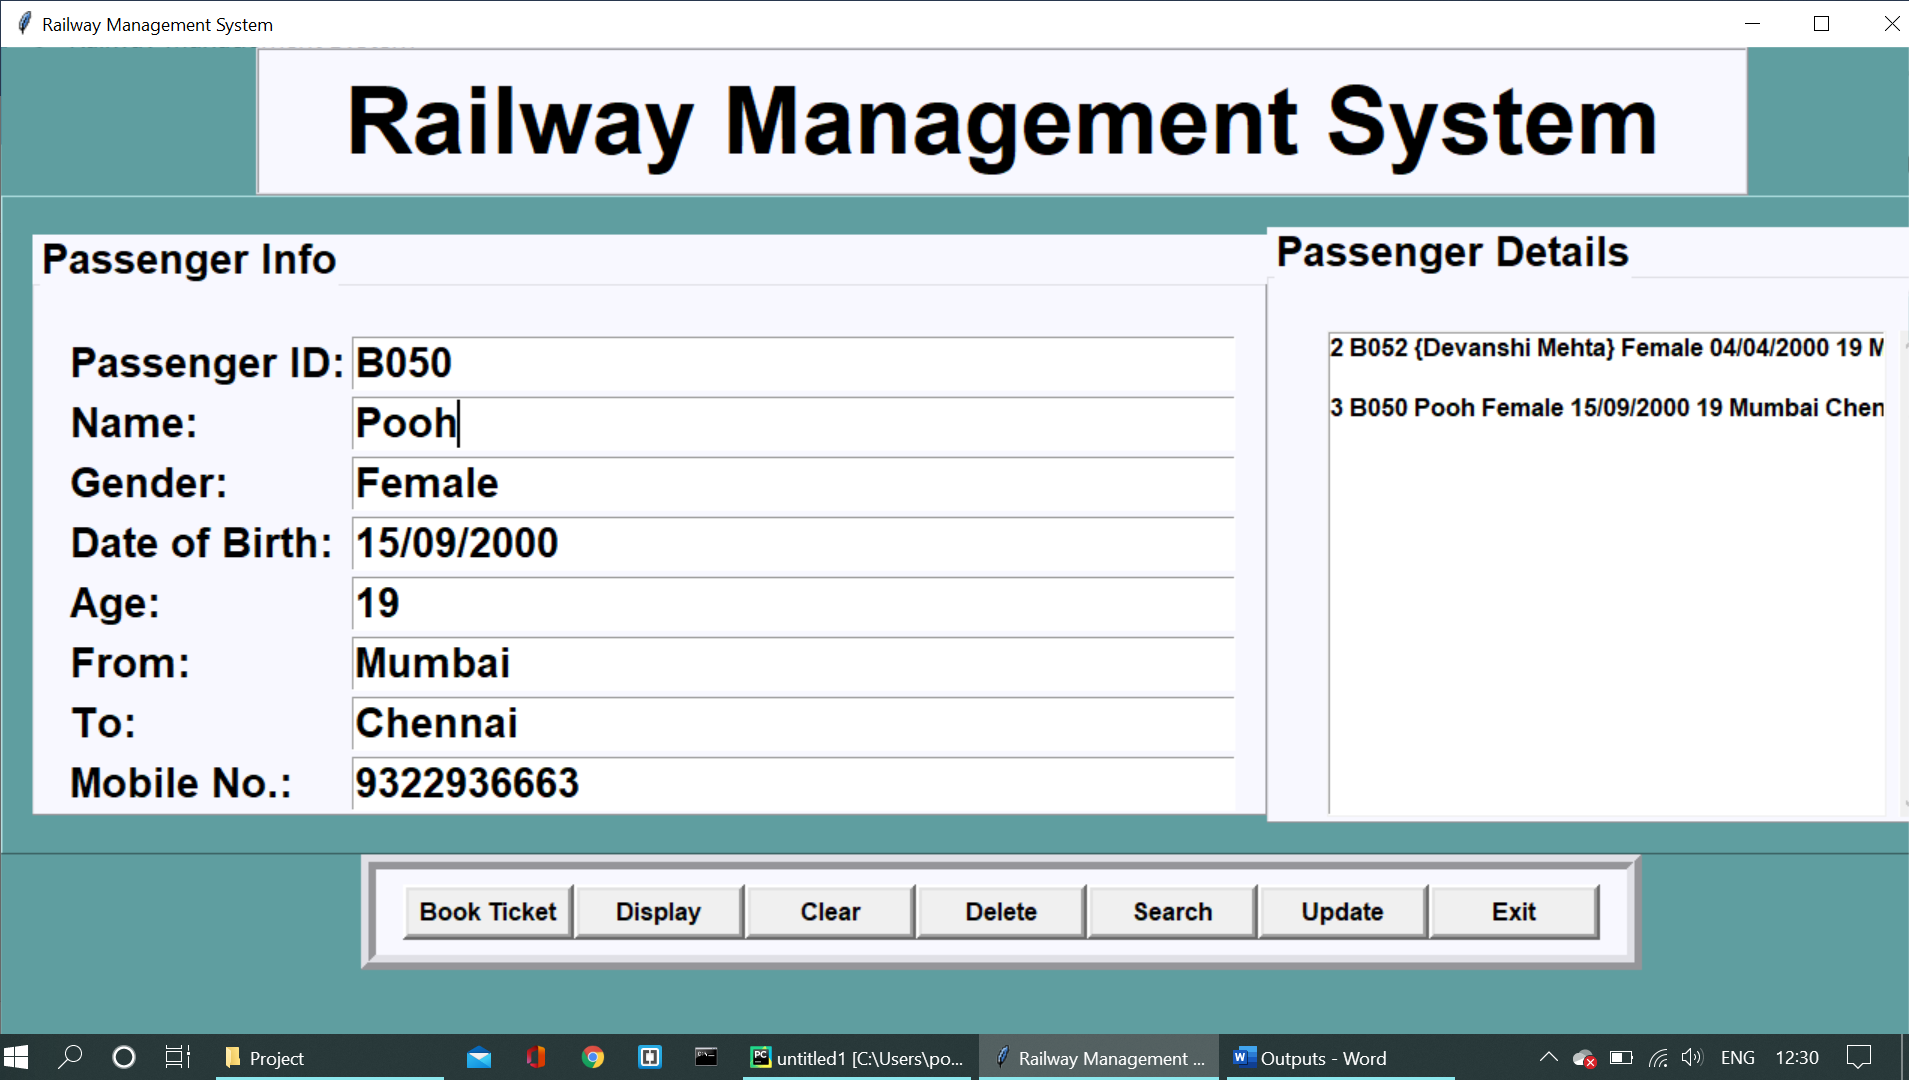 Railway Management System
Railway Management System
Passenger Info
Passenger ID: B050
Name: Pooh
Gender: Female
Date of Birth: 15/09/2000
Age: 19
From: Mumbai
To: Chennai
Mobile No.: 9322936663
Passenger Details
2 B052 {Devanshi Mehta} Female 04/04/2000 19 M
3 B050 Pooh Female 15/09/2000 19 Mumbai Chen
Book Ticket Display Clear Delete Search Update Exit
Project untitled1 [C:\Users\po... Railway Management ... Outputs - Word ENG 12:30